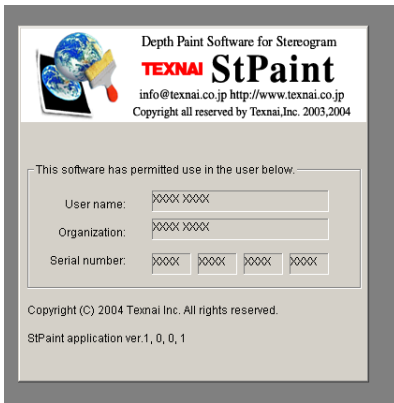 Depth Paint Software for Stereogram
TEXNAI StPaint
info@texnai.co.jp http://www.texnai.co.jp
Copyright all reserved by Texnai,Inc. 2003,2004
This software has permitted use in the user below.
User name: XXXX XXXX
Organization: XXXX XXXX
Serial number: XXXX XXXX XXXX XXXX
Copyright (C) 2004 Texnai Inc. All rights reserved.
StPaint application ver.1, 0, 0, 1